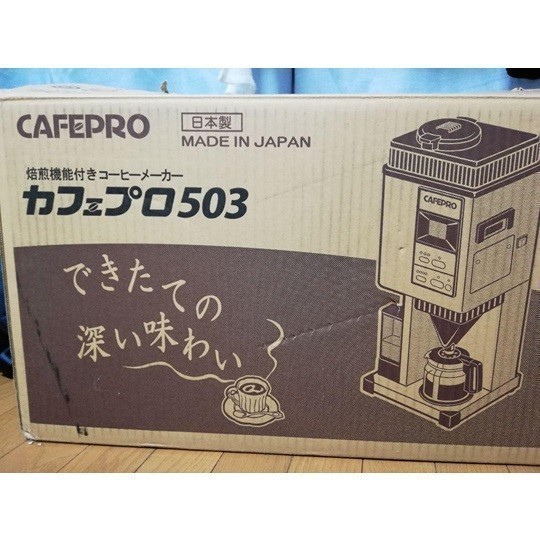 CAFEPRO
日本製
MADE IN JAPAN
焙煎機能付きコーヒーメーカー
カフェプロ503
できたての
深い味わい
CAFEPRO